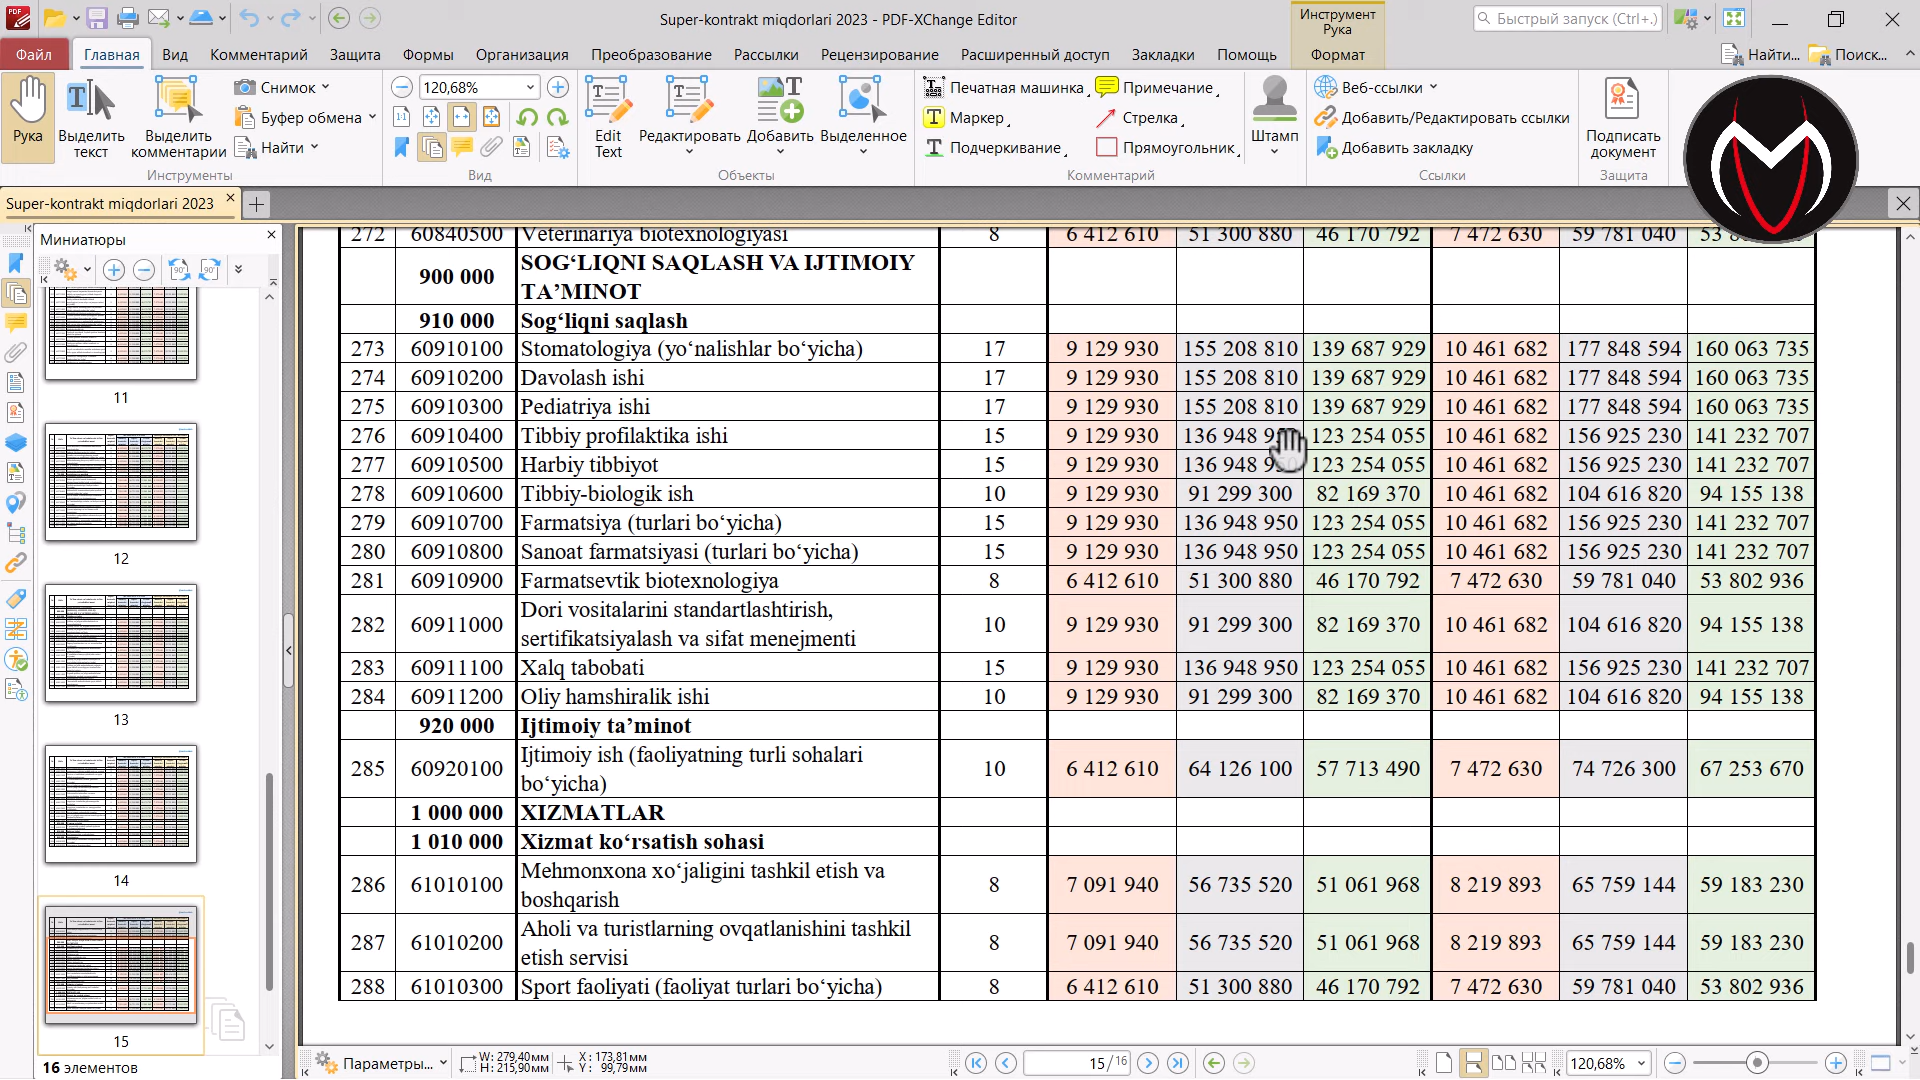 Super-kontrakt miqdorlari 2023 - PDF-XChange Editor
Инструмент
Рука
Быстрый запуск (Ctrl+.)
Файл Главная Вид Комментарий Защита Формы Организация Преобразование Рассылки Рецензирование Расширенный доступ Закладки Помощь Формат Найти... Поиск...
Рука
Выделить текст
Выделить комментарии
Снимок
Буфер обмена
Найти
Инструменты
120,68%
Вид
Edit Text
Редактировать
Добавить
Выделенное
Объекты
Печатная машинка
Маркер
Подчеркивание
Примечание
Стрелка
Прямоугольник
Штамп
Комментарий
Веб-ссылки
Добавить/Редактировать ссылки
Добавить закладку
Ссылки
Подписать документ
Защита
Super-kontrakt miqdorlari 2023
Миниатюры
11
12
13
14
15
16 элементов
272 60840500 Veterinariya biotexnologiyasi 8 6 412 610 51 300 880 46 170 792 7 472 630 59 781 040
900 000 SOG‘LIQNI SAQLASH VA IJTIMOIY
TA’MINOT
910 000 Sog‘liqni saqlash
273 60910100 Stomatologiya (yo‘nalishlar bo‘yicha) 17 9 129 930 155 208 810 139 687 929 10 461 682 177 848 594 160 063 735
274 60910200 Davolash ishi 17 9 129 930 155 208 810 139 687 929 10 461 682 177 848 594 160 063 735
275 60910300 Pediatriya ishi 17 9 129 930 155 208 810 139 687 929 10 461 682 177 848 594 160 063 735
276 60910400 Tibbiy profilaktika ishi 15 9 129 930 136 948 950 123 254 055 10 461 682 156 925 230 141 232 707
277 60910500 Harbiy tibbiyot 15 9 129 930 136 948 950 123 254 055 10 461 682 156 925 230 141 232 707
278 60910600 Tibbiy-biologik ish 10 9 129 930 91 299 300 82 169 370 10 461 682 104 616 820 94 155 138
279 60910700 Farmatsiya (turlari bo‘yicha) 15 9 129 930 136 948 950 123 254 055 10 461 682 156 925 230 141 232 707
280 60910800 Sanoat farmatsiyasi (turlari bo‘yicha) 15 9 129 930 136 948 950 123 254 055 10 461 682 156 925 230 141 232 707
281 60910900 Farmatsevtik biotexnologiya 8 6 412 610 51 300 880 46 170 792 7 472 630 59 781 040 53 802 936
282 60911000 Dori vositalarini standartlashtirish,
sertifikatsiyalash va sifat menejmenti 10 9 129 930 91 299 300 82 169 370 10 461 682 104 616 820 94 155 138
283 60911100 Xalq tabobati 15 9 129 930 136 948 950 123 254 055 10 461 682 156 925 230 141 232 707
284 60911200 Oliy hamshiralik ishi 10 9 129 930 91 299 300 82 169 370 10 461 682 104 616 820 94 155 138
920 000 Ijtimoiy ta’minot
285 60920100 Ijtimoiy ish (faoliyatning turli sohalari
bo‘yicha) 10 6 412 610 64 126 100 57 713 490 7 472 630 74 726 300 67 253 670
1 000 000 XIZMATLAR
1 010 000 Xizmat ko‘rsatish sohasi
286 61010100 Mehmonxona xo‘jaligini tashkil etish va
boshqarish 8 7 091 940 56 735 520 51 061 968 8 219 893 65 759 144 59 183 230
287 61010200 Aholi va turistlarning ovqatlanishini tashkil
etish servisi 8 7 091 940 56 735 520 51 061 968 8 219 893 65 759 144 59 183 230
288 61010300 Sport faoliyati (faoliyat turlari bo‘yicha) 8 6 412 610 51 300 880 46 170 792 7 472 630 59 781 040 53 802 936
Параметры...
W: 279,40мм
H: 215,90мм
X: 173,81мм
Y: 99,79мм
15/16
120,68%